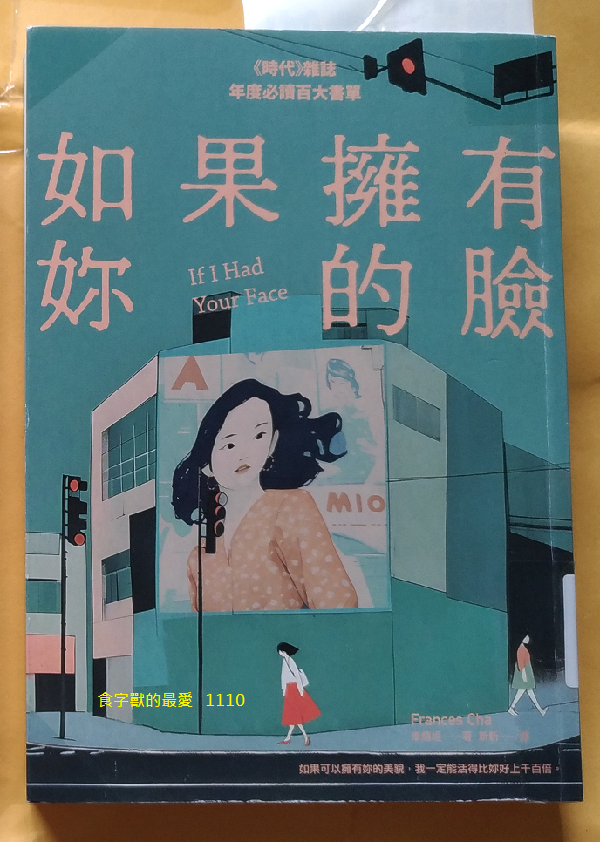 《時代》雜誌
年度必讀百大書單
如果擁有
妳的臉
If I Had
Your Face
A
MIO
食字獸的最愛 1110
Frances Cha
著
譯
如果可以擁有妳的美貌，我一定能活得比妳好上千百倍。